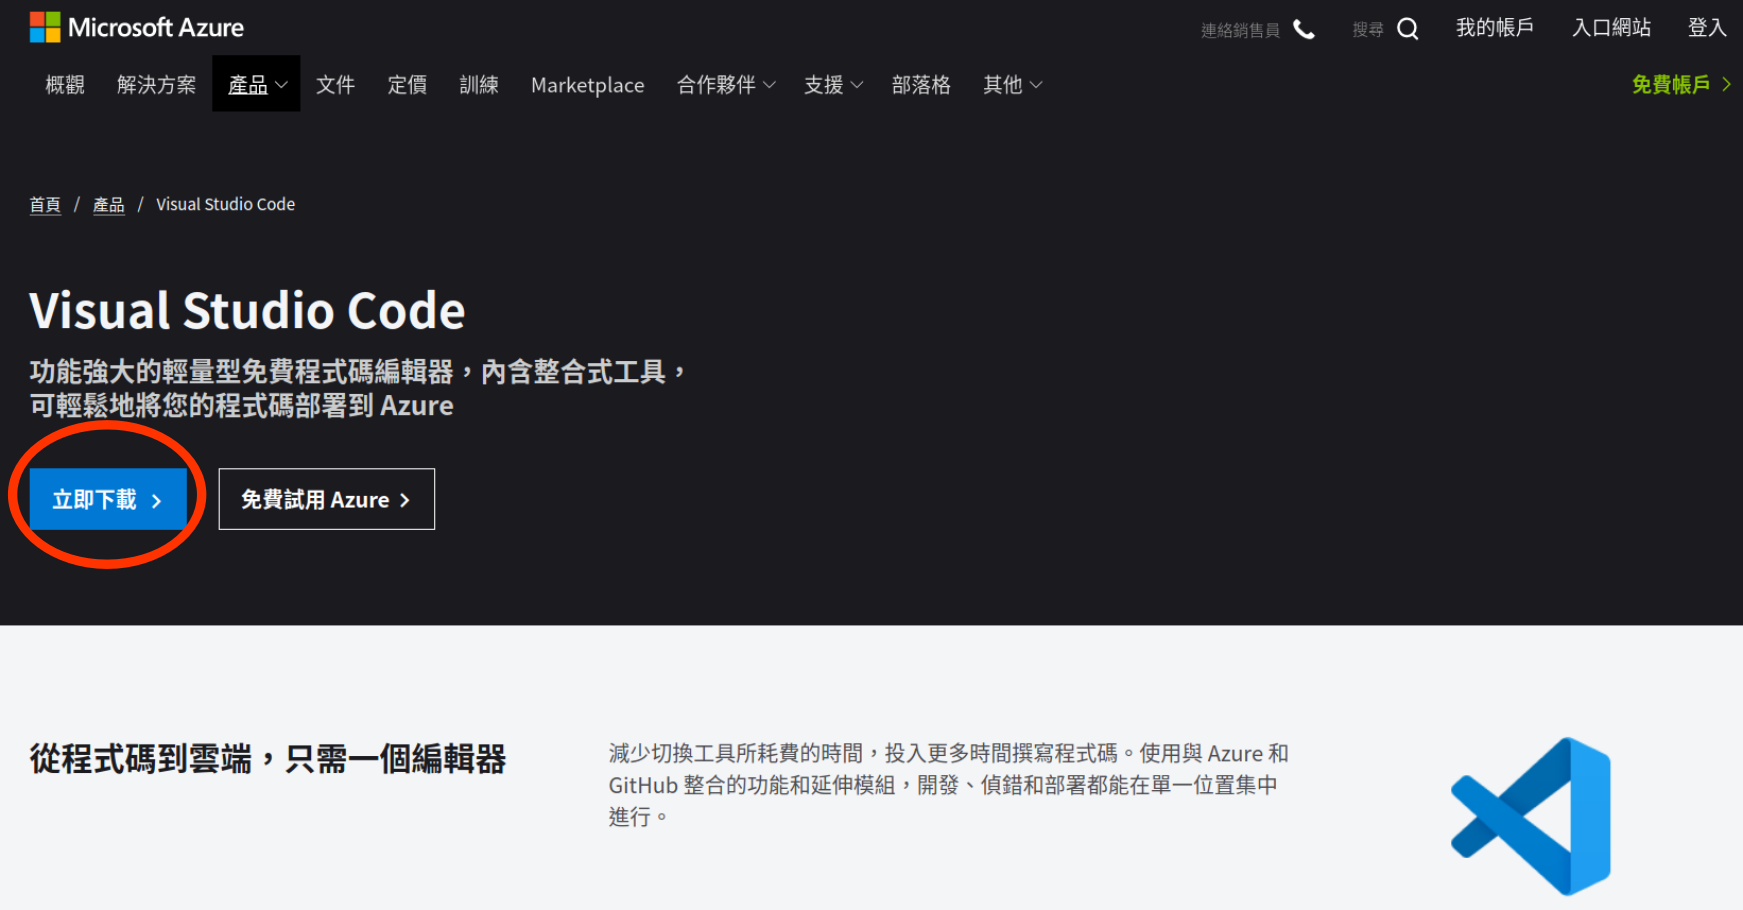 Microsoft Azure
連絡銷售員 搜尋 我的帳戶 入口網站 登入
概觀 解決方案 產品 文件 定價 訓練 Marketplace 合作夥伴 支援 部落格 其他 免費帳戶
首頁 / 產品 / Visual Studio Code
Visual Studio Code
功能強大的輕量型免費程式碼編輯器，內含整合式工具，
可輕鬆地將您的程式碼部署到 Azure
立即下載 免費試用 Azure
從程式碼到雲端，只需一個編輯器
減少切換工具所耗費的時間，投入更多時間撰寫程式碼。使用與 Azure 和
GitHub 整合的功能和延伸模組，開發、偵錯和部署都能在單一位置集中
進行。